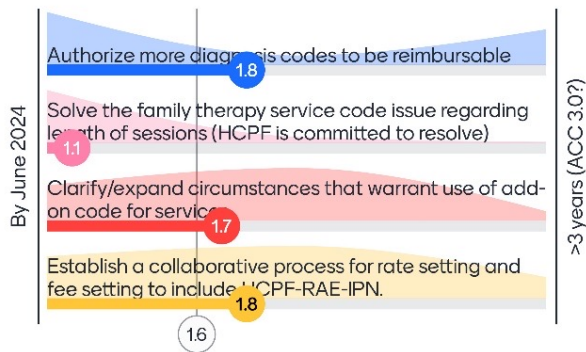 Authorize more diagnosis codes to be reimbursable
1.8
Solve the family therapy service code issue regarding
length of sessions (HCPF is committed to resolve)
1.1
Clarify/expand circumstances that warrant use of add-
on code for services
1.7
Establish a collaborative process for rate setting and
fee setting to include HCPF-RAE-IPN.
1.8
1.6
By June 2024
>3 years (ACC 3.0?)